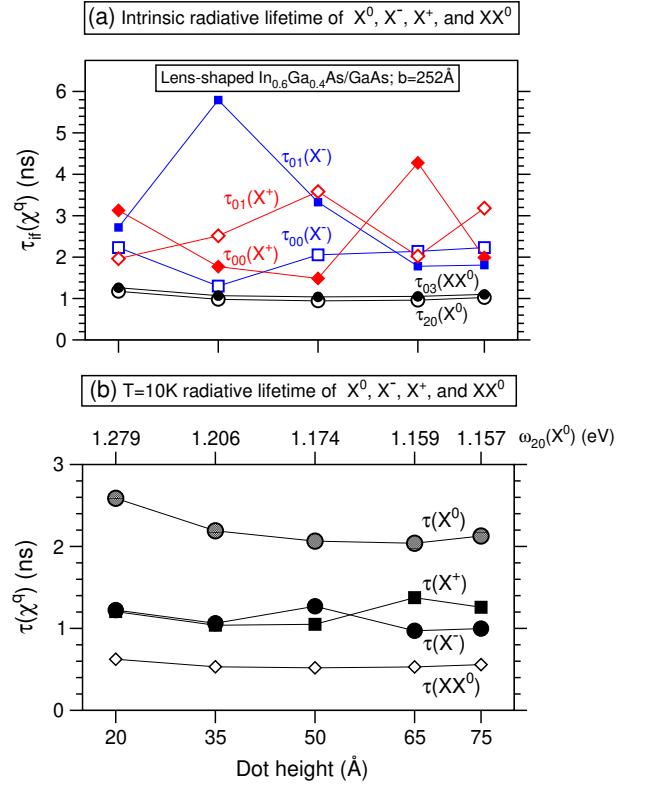 (a) Intrinsic radiative lifetime of X⁰, X⁻, X⁺, and XX⁰
Lens-shaped In₀.₆Ga₀.₄As/GaAs; b=252Å
τif(χ^q) (ns)
6
5
4
3
2
1
0
τ₀₁(X⁻)
τ₀₁(X⁺)
τ₀₀(X⁻)
τ₀₀(X⁺)
τ₀₃(XX⁰)
τ₂₀(X⁰)
(b) T=10K radiative lifetime of X⁰, X⁻, X⁺, and XX⁰
1.279 1.206 1.174 1.159 1.157 ω₂₀(X⁰) (eV)
τ(χ^q) (ns)
3
2
1
0
τ(X⁰)
τ(X⁺)
τ(X⁻)
τ(XX⁰)
20 35 50 65 75
Dot height (Å)